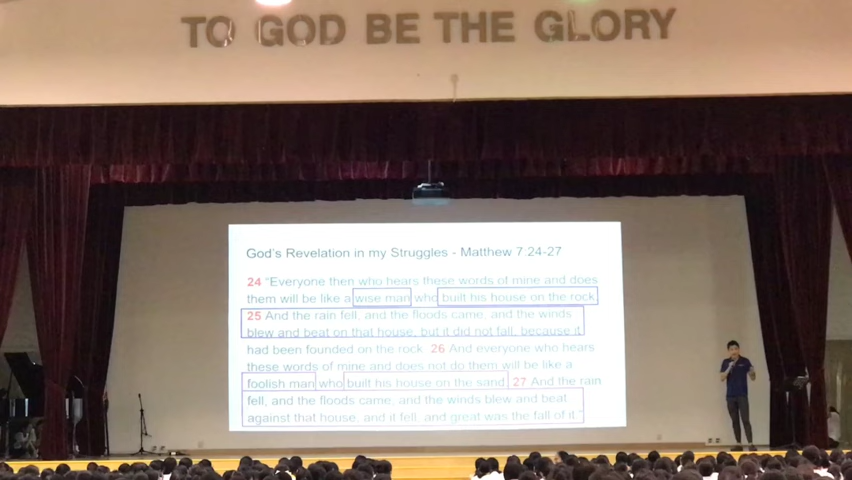 TO GOD BE THE GLORY
God's Revelation in my Struggles - Matthew 7:24-27
24 “Everyone then who hears these words of mine and does
them will be like a wise man who built his house on the rock.
25 And the rain fell, and the floods came, and the winds
blew and beat on that house, but it did not fall, because it
had been founded on the rock. 26 And everyone who hears
these words of mine and does not do them will be like a
foolish man who built his house on the sand. 27 And the rain
fell, and the floods came, and the winds blew and beat
against that house, and it fell, and great was the fall of it.”